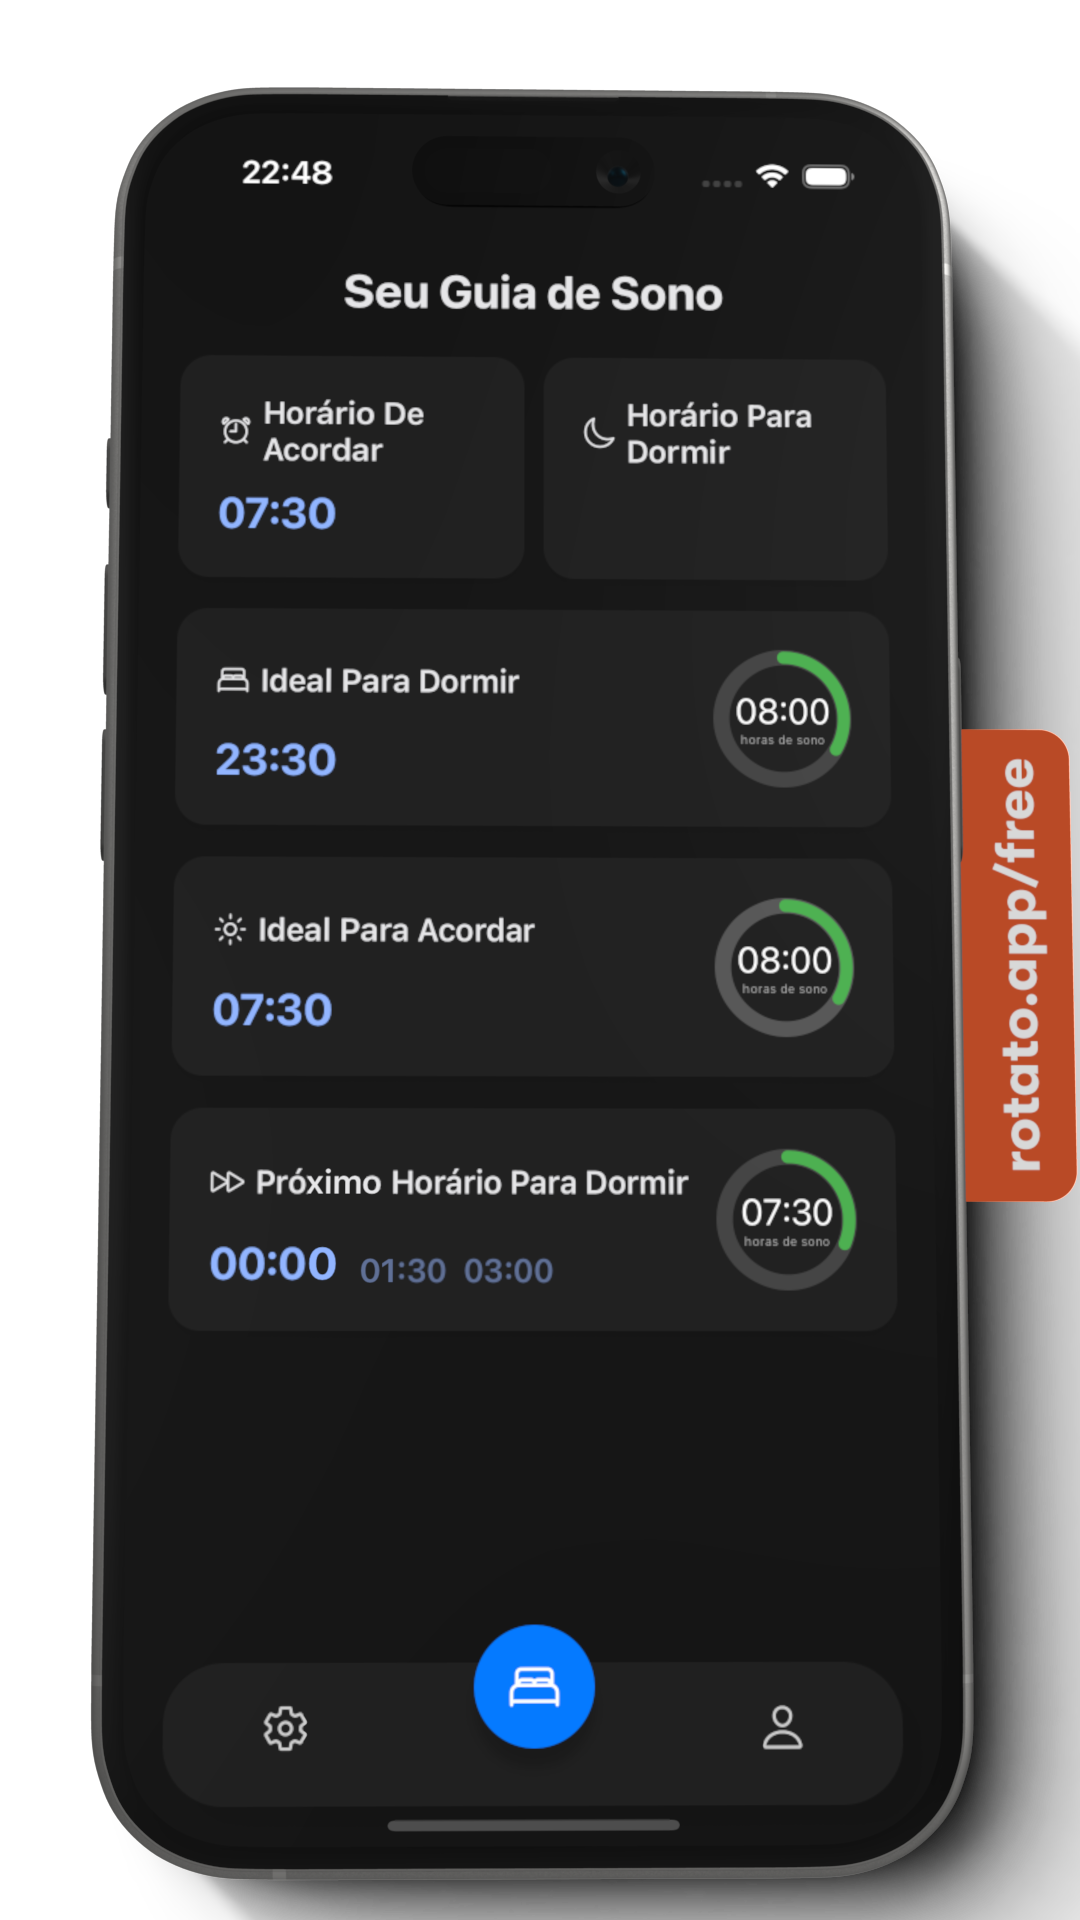 22:48
Seu Guia de Sono
Horário De
Acordar
07:30
Horário Para
Dormir
Ideal Para Dormir
23:30
08:00
horas de sono
Ideal Para Acordar
07:30
08:00
horas de sono
Próximo Horário Para Dormir
00:00 01:30 03:00
07:30
horas de sono
rotato.app/free